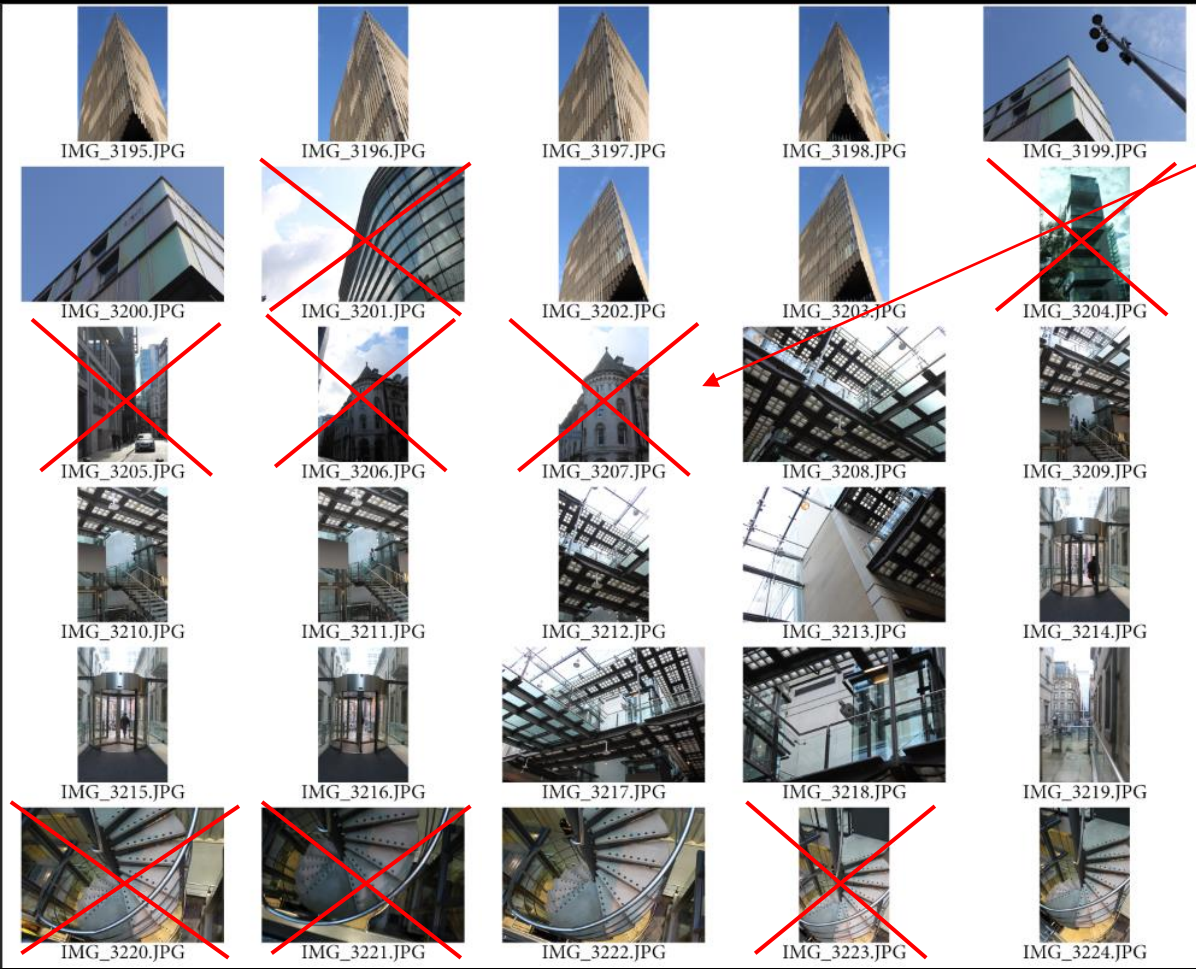 IMG_3195.JPG IMG_3196.JPG IMG_3197.JPG IMG_3198.JPG IMG_3199.JPG
IMG_3200.JPG IMG_3201.JPG IMG_3202.JPG IMG_3203.JPG IMG_3204.JPG
IMG_3205.JPG IMG_3206.JPG IMG_3207.JPG IMG_3208.JPG IMG_3209.JPG
IMG_3210.JPG IMG_3211.JPG IMG_3212.JPG IMG_3213.JPG IMG_3214.JPG
IMG_3215.JPG IMG_3216.JPG IMG_3217.JPG IMG_3218.JPG IMG_3219.JPG
IMG_3220.JPG IMG_3221.JPG IMG_3222.JPG IMG_3223.JPG IMG_3224.JPG